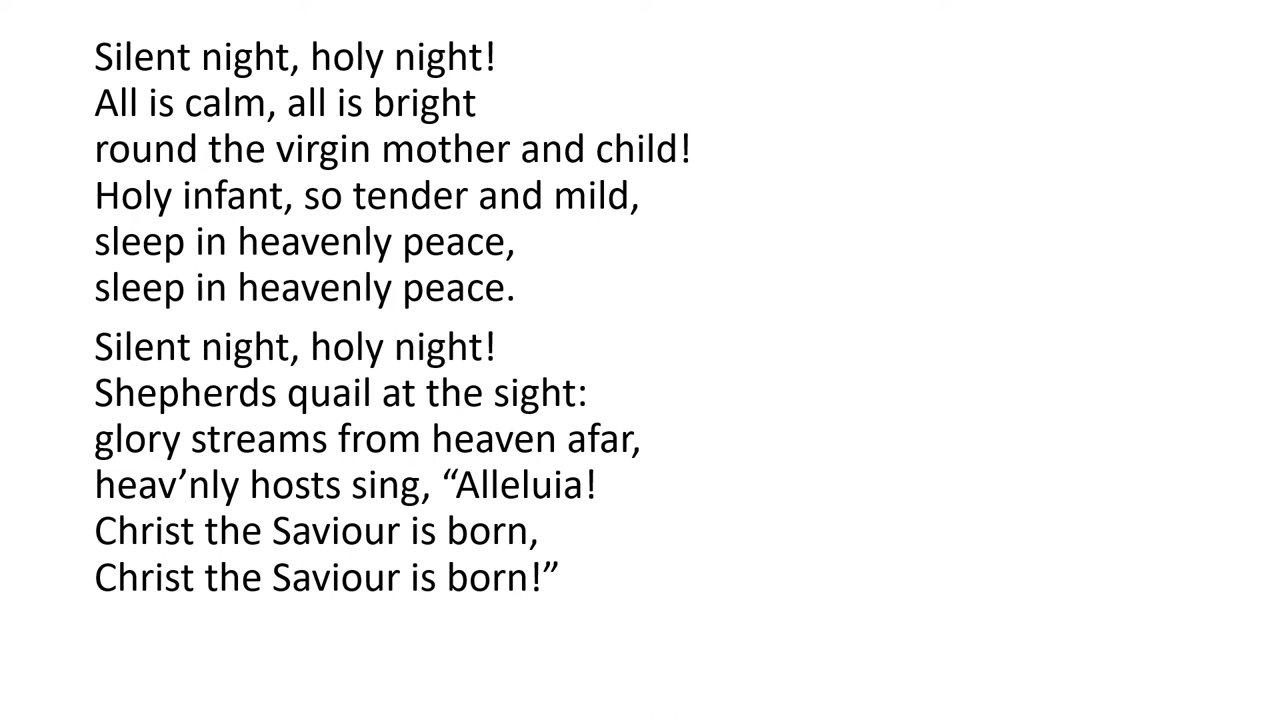 Silent night, holy night!
All is calm, all is bright
round the virgin mother and child!
Holy infant, so tender and mild,
sleep in heavenly peace,
sleep in heavenly peace.
Silent night, holy night!
Shepherds quail at the sight:
glory streams from heaven afar,
heav’nly hosts sing, “Alleluia!
Christ the Saviour is born,
Christ the Saviour is born!”